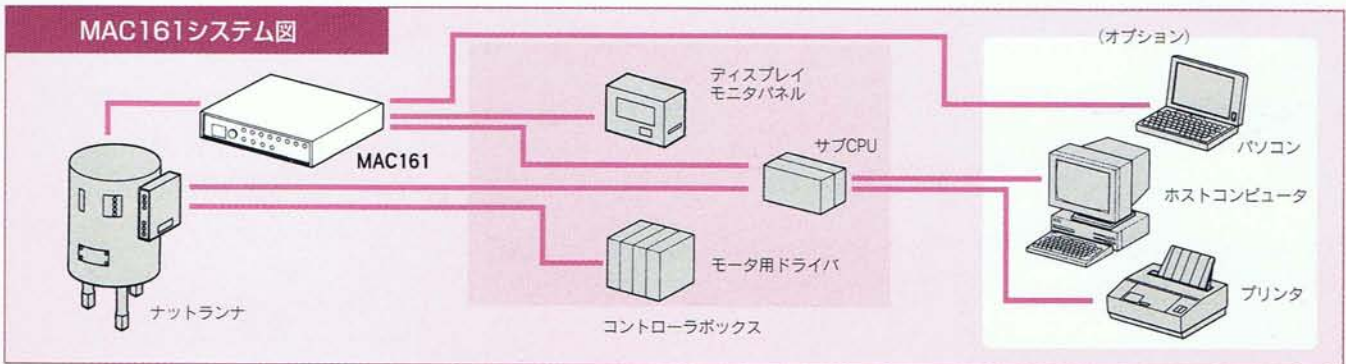 MAC161システム図
(オプション)
ディスプレイ
モニタパネル
パソコン
MAC161
サブCPU
ホストコンピュータ
モータ用ドライバ
プリンタ
ナットランナ
コントローラボックス